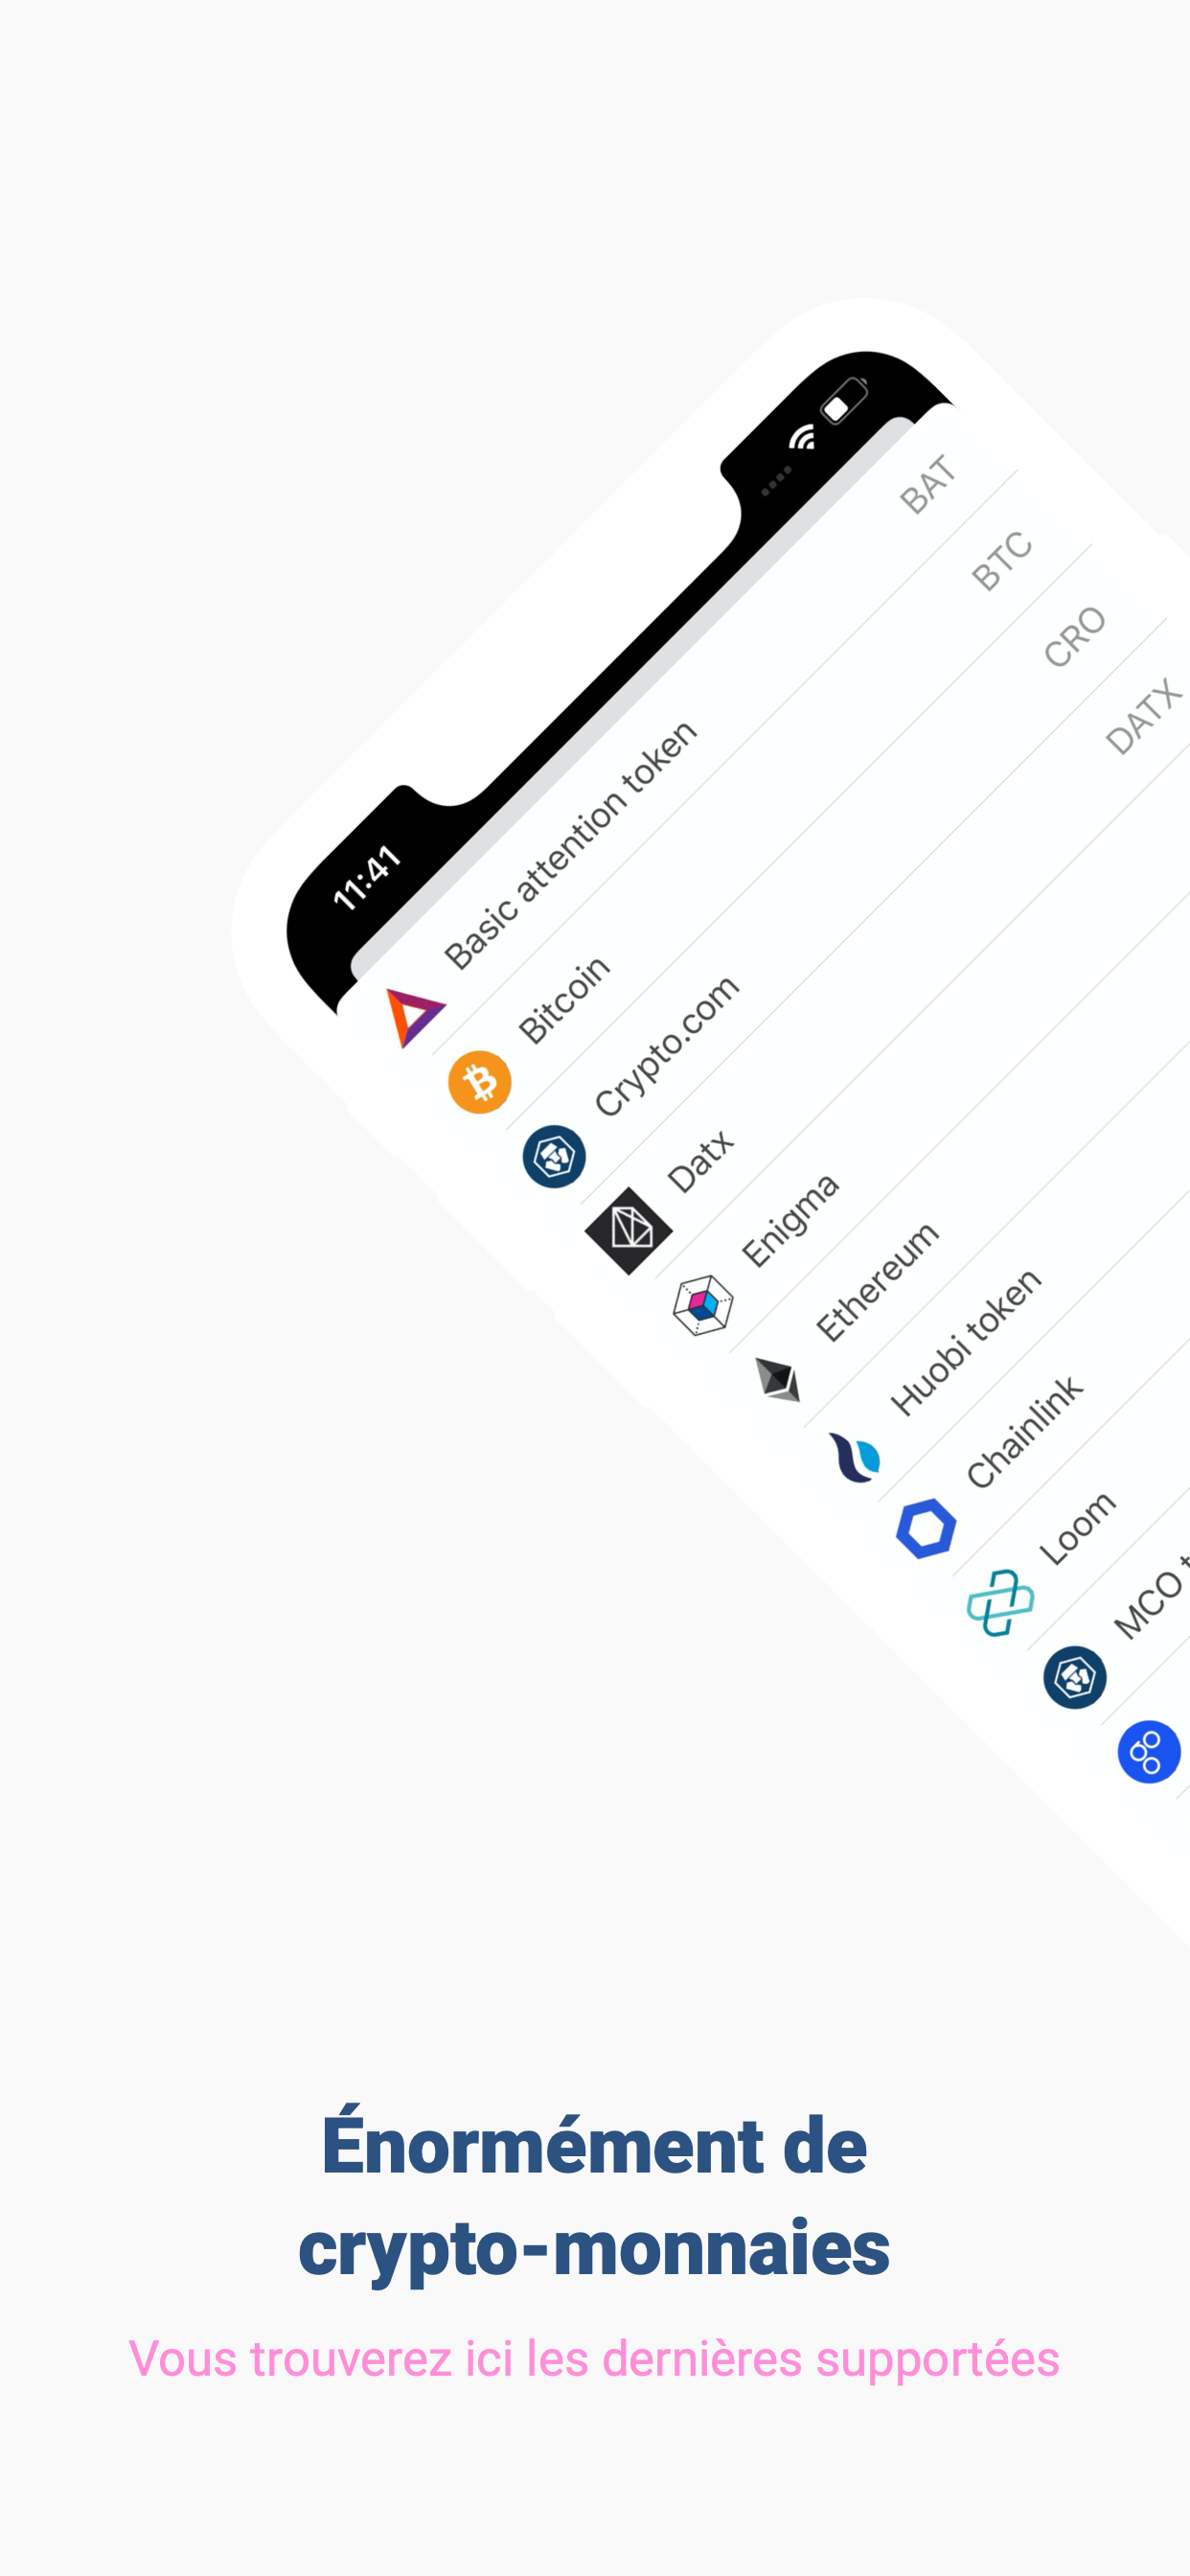 11:41
Basic attention token BAT
Bitcoin BTC
Crypto.com CRO
Datx DATX
Enigma
Ethereum
Huobi token
Chainlink
Loom
MCO
Énormément de
crypto-monnaies
Vous trouverez ici les dernières supportées